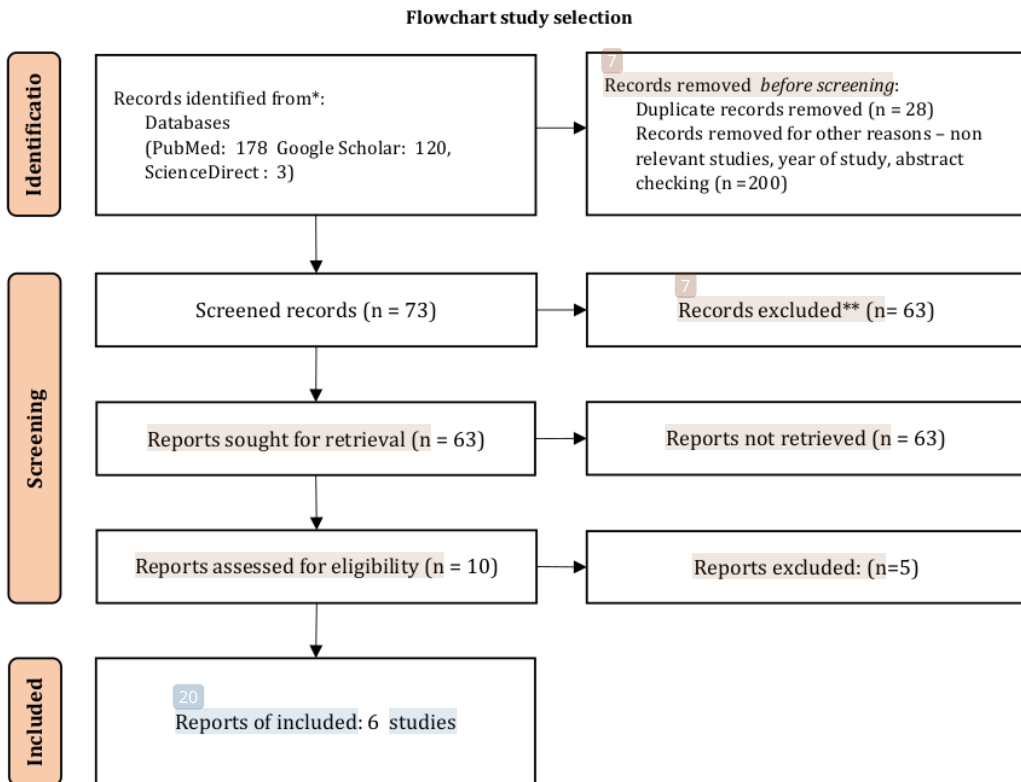 Flowchart study selection
Identificatio
Records identified from*:
Databases
(PubMed: 178 Google Scholar: 120,
ScienceDirect : 3)
7
Records removed before screening:
Duplicate records removed (n = 28)
Records removed for other reasons – non
relevant studies, year of study, abstract
checking (n =200)
Screening
Screened records (n = 73)
7
Records excluded** (n= 63)
Reports sought for retrieval (n = 63)
Reports not retrieved (n = 63)
Reports assessed for eligibility (n = 10)
Reports excluded: (n=5)
Included
20
Reports of included: 6 studies